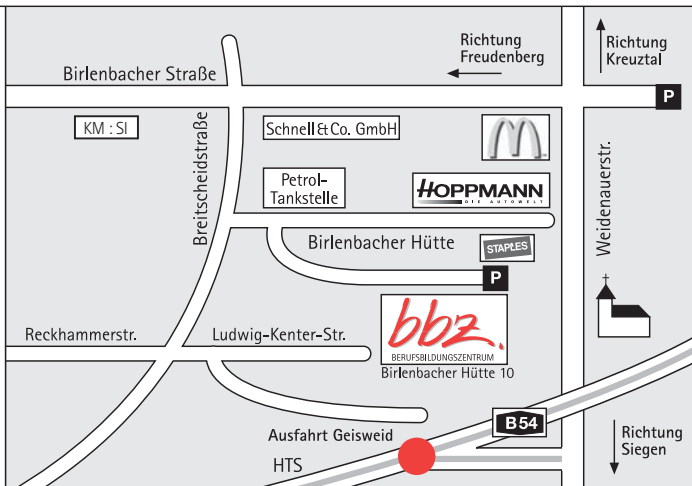 Richtung
Freudenberg
Richtung
Kreuztal
Birlenbacher Straße
P
KM : SI
Breitscheidstraße
Schnell & Co. GmbH
M
Petrol-
Tankstelle
HOPPMANN
DIE AUTOWELT
Weidenauerstr.
Birlenbacher Hütte
STAPLES
P
bbz.
BERUFSBILDUNGSZENTRUM
Birlenbacher Hütte 10
Reckhammerstr.
Ludwig-Kenter-Str.
B54
Ausfahrt Geisweid
HTS
Richtung
Siegen